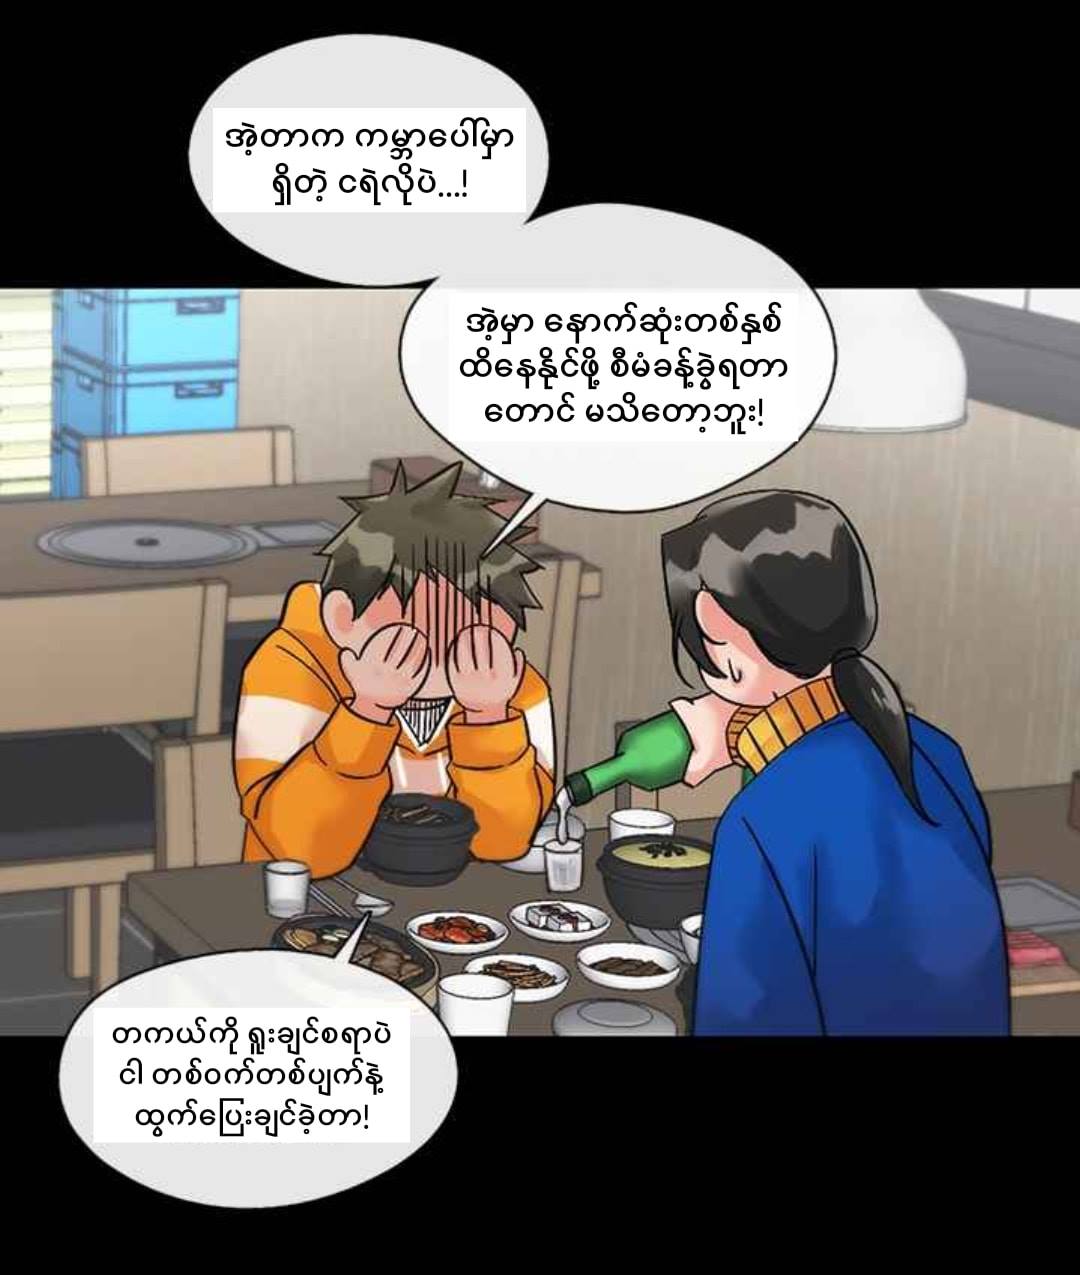 အဲ့တာက ကမ္ဘာပေါ်မှာ
ရှိတဲ့ ငရဲလိုပဲ...!
အဲ့မှာ နောက်ဆုံးတစ်နှစ်
ထိနေနိုင်ဖို့ စီမံခန့်ခွဲရတာ
တောင် မသိတော့ဘူး!
တကယ်ကို ရူးချင်စရာပဲ
ငါ တစ်ဝက်တစ်ပျက်နဲ့
ထွက်ပြေးချင်ခဲ့တာ!